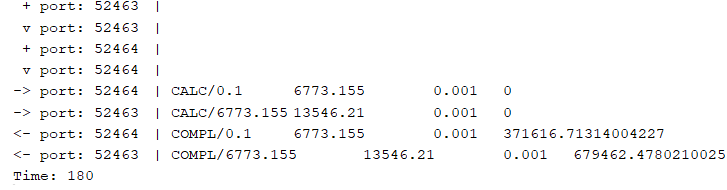 + port: 52463 |
v port: 52463 |
+ port: 52464 |
v port: 52464 |
-> port: 52464 | CALC/0.1 6773.155 0.001 0
-> port: 52463 | CALC/6773.155 13546.21 0.001 0
<- port: 52464 | COMPL/0.1 6773.155 0.001 371616.71314004227
<- port: 52463 | COMPL/6773.155 13546.21 0.001 679462.4780210025
Time: 180